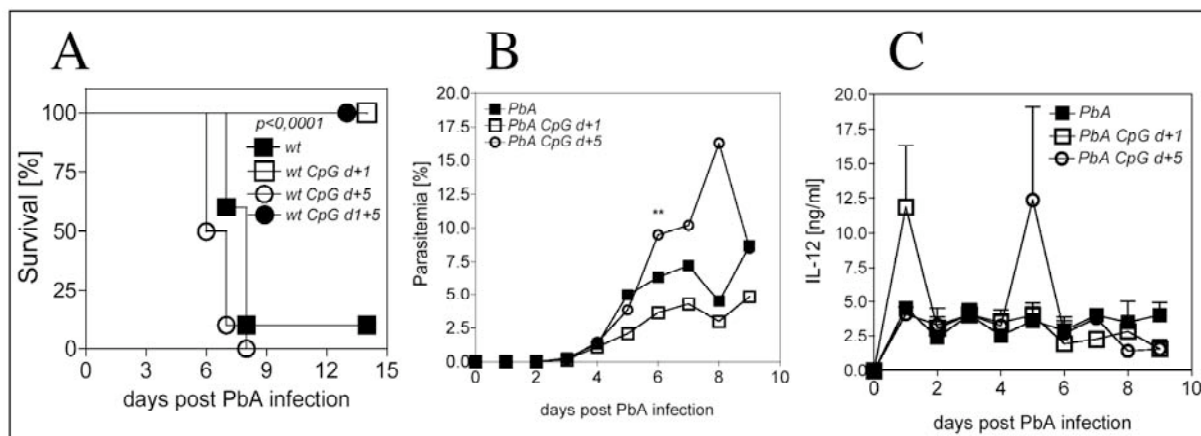 A
Survival [%]
100
75
50
25
0
p<0,0001
wt
wt CpG d+1
wt CpG d+5
wt CpG d1+5
0 3 6 9 12 15
days post PbA infection
B
Parasitemia [%]
20.0
17.5
15.0
12.5
10.0
7.5
5.0
2.5
0.0
PbA
PbA CpG d+1
PbA CpG d+5
**
0 2 4 6 8 10
days post PbA infection
C
IL-12 [ng/ml]
20.0
17.5
15.0
12.5
10.0
7.5
5.0
2.5
0.0
PbA
PbA CpG d+1
PbA CpG d+5
0 2 4 6 8 10
days post PbA infection